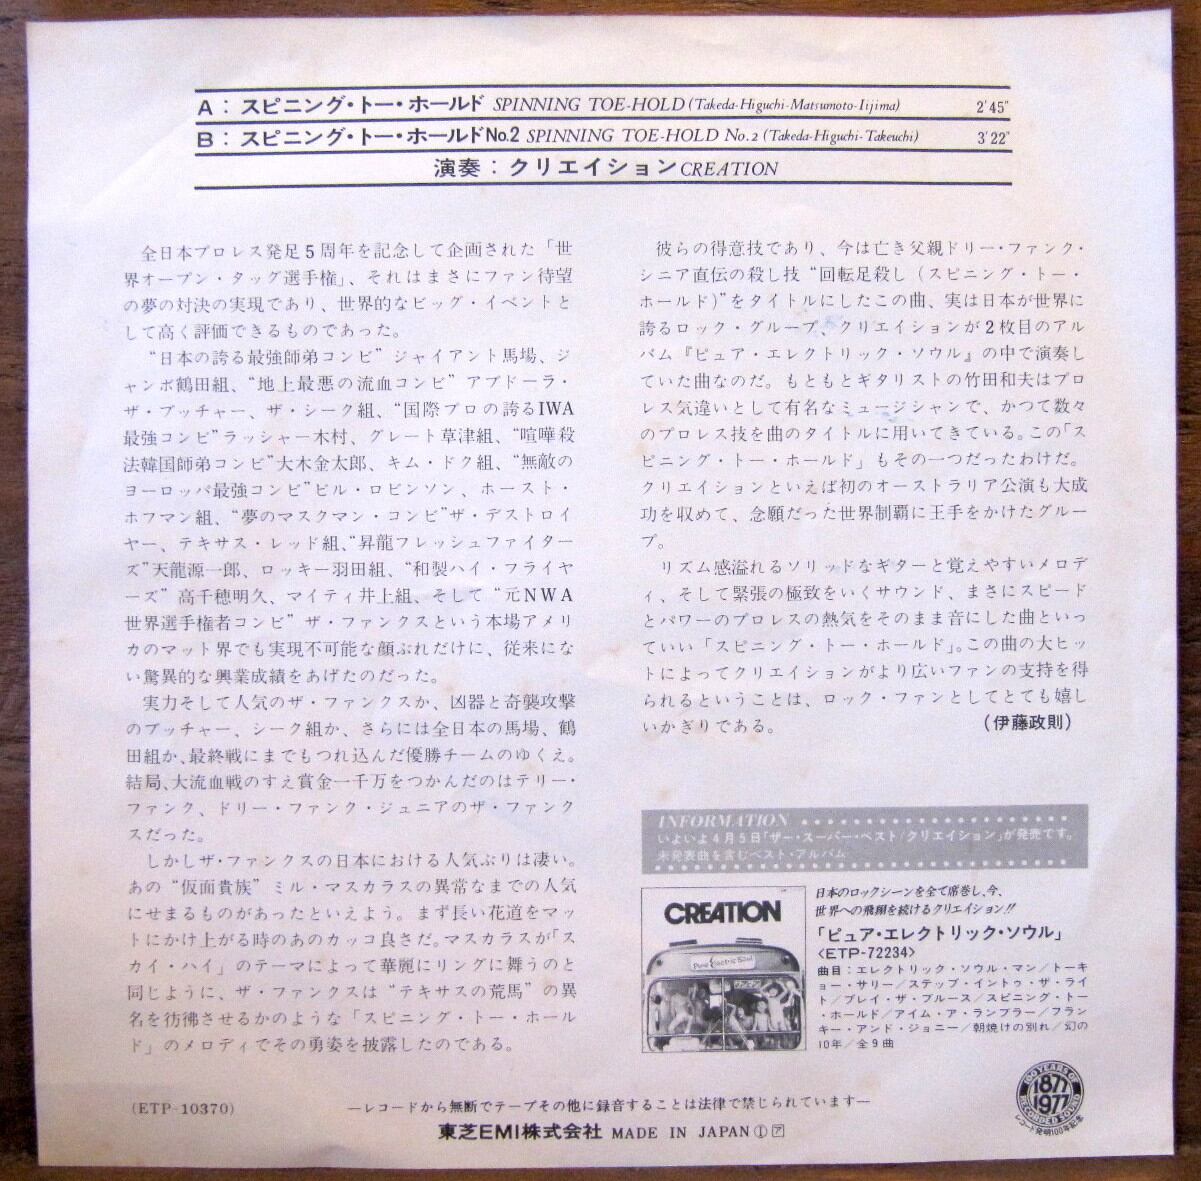 A：スピニング・トー・ホールド SPINNING TOE-HOLD (Takeda-Higuchi-Matsumoto-Iijima) 2'45"
B：スピニング・トー・ホールドNo.2 SPINNING TOE-HOLD No.2 (Takeda-Higuchi-Takeuchi) 3'22"
演奏：クリエイション CREATION
全日本プロレス発足5周年を記念して企画された「世
界オープン・タッグ選手権」、それはまさにファン待望
の夢の対決の実現であり、世界的なビッグ・イベントと
して高く評価できるものであった。
“日本の誇る最強師弟コンビ” ジャイアント馬場、ジ
ャンボ鶴田組、“地上最悪の流血コンビ” アブドーラ・
ザ・ブッチャー、ザ・シーク組、“国際プロの誇るIWA
最強コンビ”ラッシャー木村、グレート草津組、“喧嘩殺
法韓国師弟コンビ”大木金太郎、キム・ドク組、“無敵の
ヨーロッパ最強コンビ”ビル・ロビンソン、ホースト・
ホフマン組、“夢のマスクマン・コンビ”ザ・デストロイ
ヤー、テキサス・レッド組、“昇龍フレッシュファイター
ズ”天龍源一郎、ロッキー羽田組、“和製ハイ・フライヤ
ーズ” 高千穂明久、マイティ井上組、そして “元NWA
世界選手権者コンビ” ザ・ファンクスという本場アメリ
カのマット界でも実現不可能な顔ぶれだけに、従来にな
い驚異的な興業成績をあげたのだった。
実力そして人気のザ・ファンクスか、凶器と奇襲攻撃
のブッチャー、シーク組か、さらには全日本の馬場、鶴
田組か、最終戦にまでもつれ込んだ優勝チームのゆくえ。
結局、大流血戦のすえ賞金一千万をつかんだのはテリー・
ファンク、ドリー・ファンク・ジュニアのザ・ファンク
スだった。
しかしザ・ファンクスの日本における人気ぶりは凄い。
あの “仮面貴族” ミル・マスカラスの異常なまでの人気
にせまるものがあったといえよう。まず長い花道をマッ
トにかけ上がる時のあのカッコ良さだ。マスカラスが「ス
カイ・ハイ」のテーマによって華麗にリングに舞うのと
同じように、ザ・ファンクスは “テキサスの荒馬” の異
名を彷彿させるかのような「スピニング・トー・ホール
ド」のメロディでその勇姿を披露したのである。
彼らの得意技であり、今は亡き父親ドリー・ファンク・
シニア直伝の殺し技 “回転足殺し（スピニング・トー・
ホールド）”をタイトルにしたこの曲、実は日本が世界に
誇るロック・グループ、クリエイションが2枚目のアル
バム『ピュア・エレクトリック・ソウル』の中で演奏し
ていた曲なのだ。もともとギタリストの竹田和夫はプロ
レス気違いとして有名なミュージシャンで、かつて数々
のプロレス技を曲のタイトルに用いてきている。この「ス
ピニング・トー・ホールド」もその一つだったわけだ。
クリエイションといえば初のオーストラリア公演も大成
功を収めて、念願だった世界制覇に王手をかけたグルー
プ。
リズム感溢れるソリッドなギターと覚えやすいメロデ
ィ、そして緊張の極致をいくサウンド、まさにスピード
とパワーのプロレスの熱気をそのまま音にした曲といっ
ていい「スピニング・トー・ホールド」。この曲の大ヒッ
トによってクリエイションがより広いファンの支持を得
られるということは、ロック・ファンとしてとても嬉し
いかぎりである。 （伊藤政則）
INFORMATION
いよいよ4月5日「ザ・スーパー・ベスト/クリエイション」が発売です。
未発表曲を含むベスト・アルバム
CREATION
Pure Electric Soul
日本のロックシーンを全て席巻し、今、
世界への飛翔を続けるクリエイション!!
「ピュア・エレクトリック・ソウル」
<ETP-72234>
曲目：エレクトリック・ソウル・マン／トーキ
ョー・サリー／ステップ・イントゥ・ザ・ライ
ト／プレイ・ザ・ブルース／スピニング・トー
・ホールド／アイム・ア・ランブラー／フラン
キー・アンド・ジョニー／朝焼けの別れ／幻の
10年／全9曲
100 YEARS OF RECORDED SOUND
1877
1977
レコード発明100年記念
(ETP-10370)
―レコードから無断でテープその他に録音することは法律で禁じられています―
東芝EMI株式会社 MADE IN JAPAN ① ア